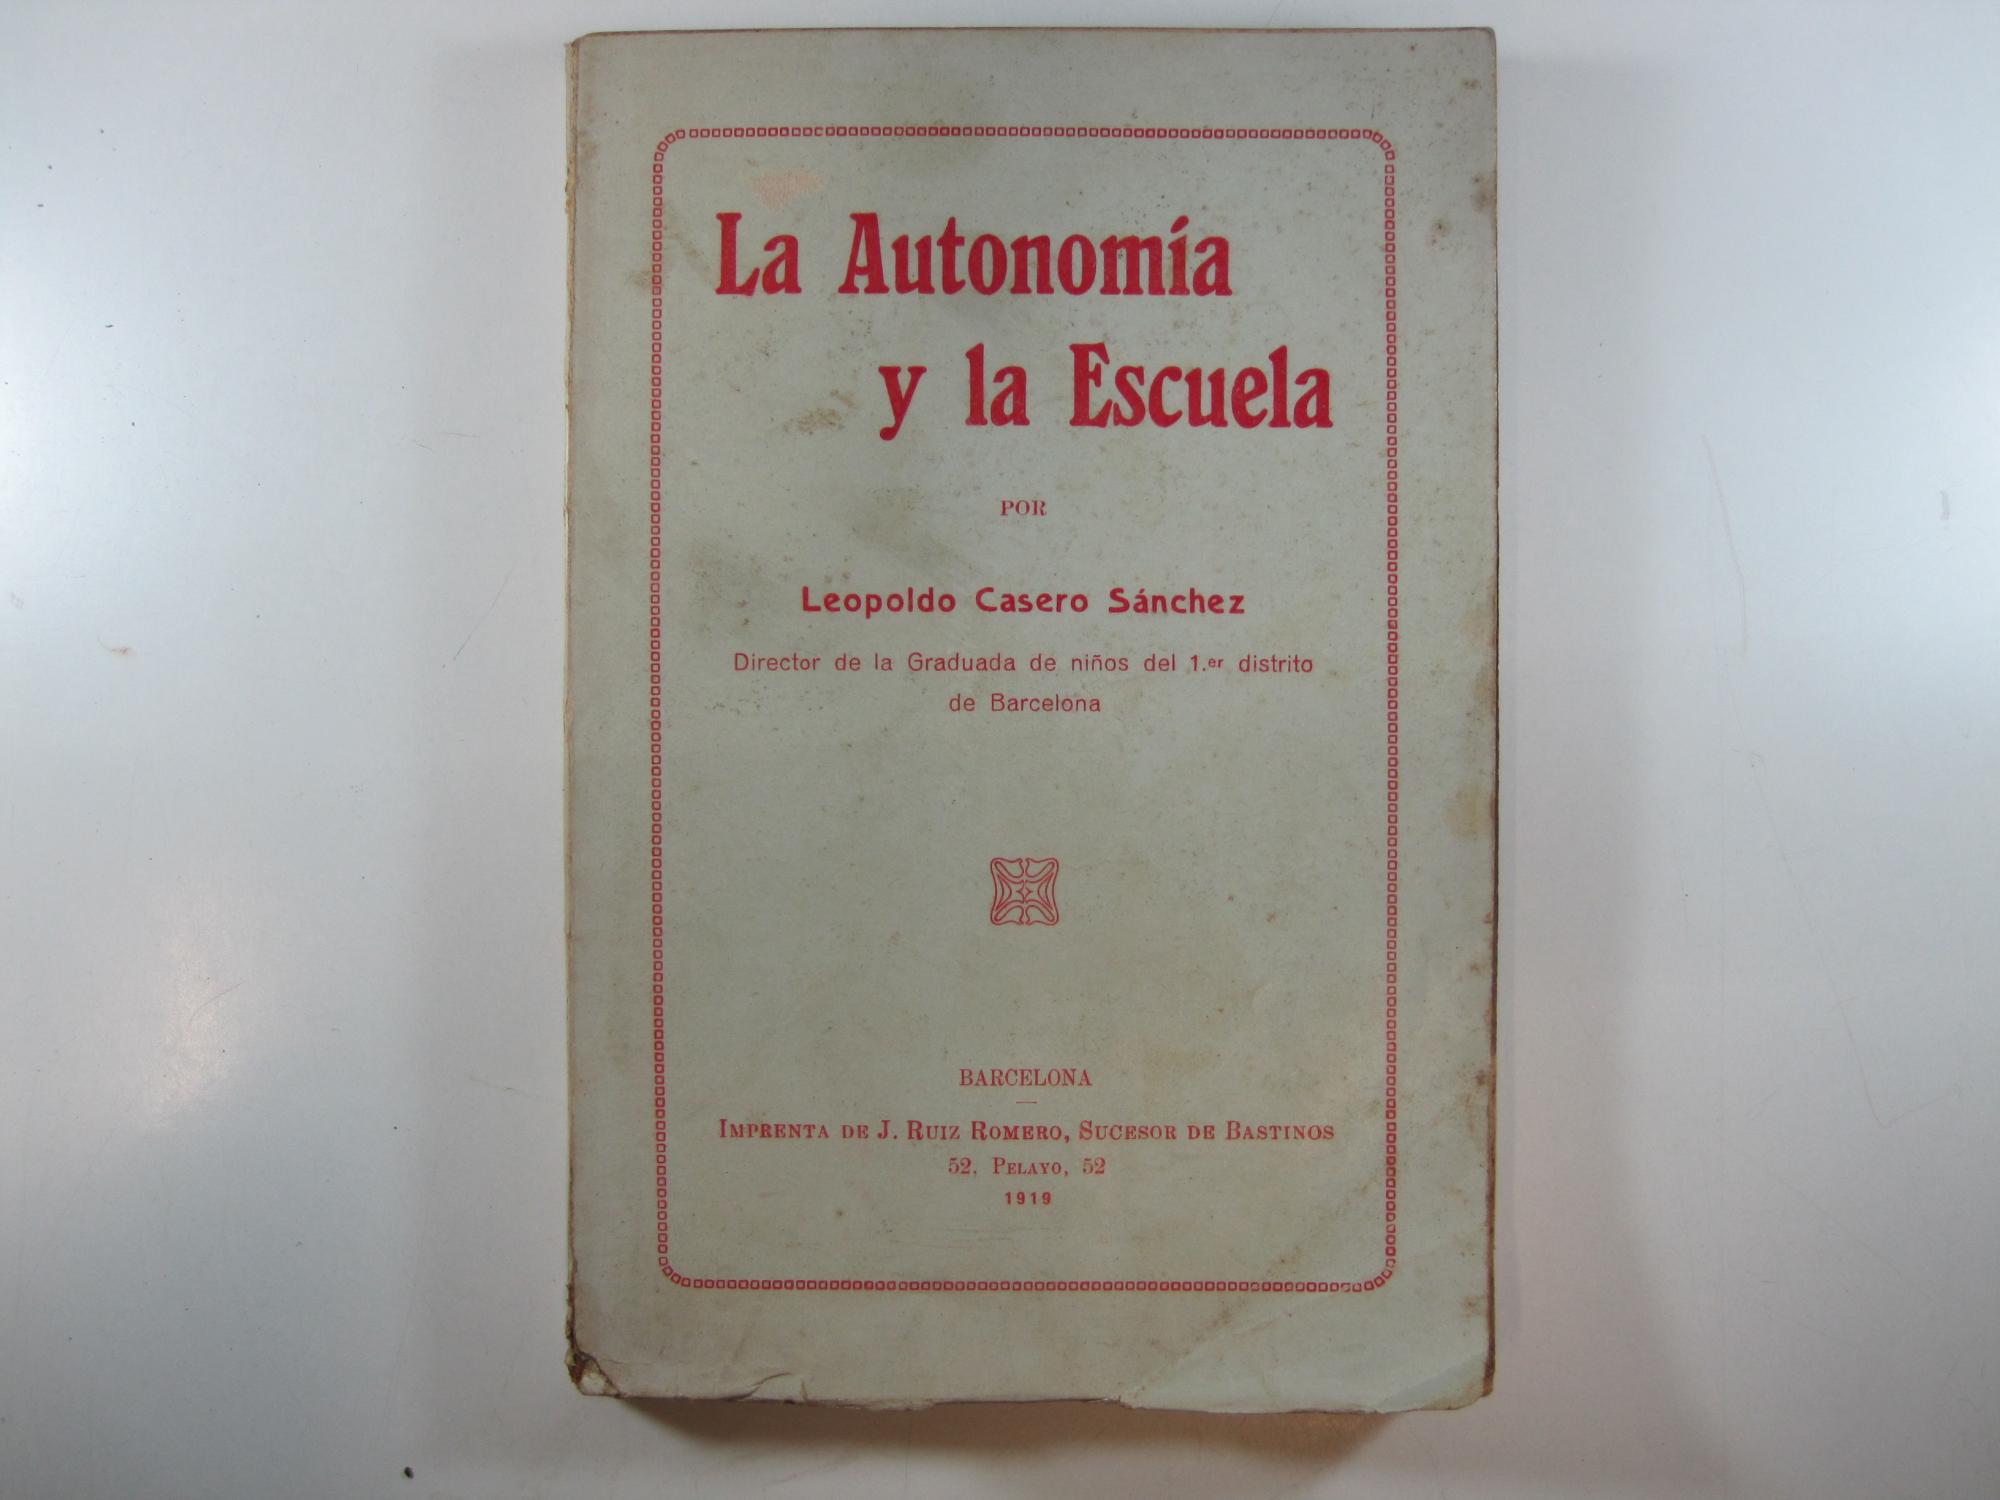 La Autonomía
y la Escuela
POR
Leopoldo Casero Sánchez
Director de la Graduada de niños del 1.er distrito
de Barcelona
BARCELONA
IMPRENTA DE J. RUIZ ROMERO, SUCESOR DE BASTINOS
52, PELAYO, 52
1919